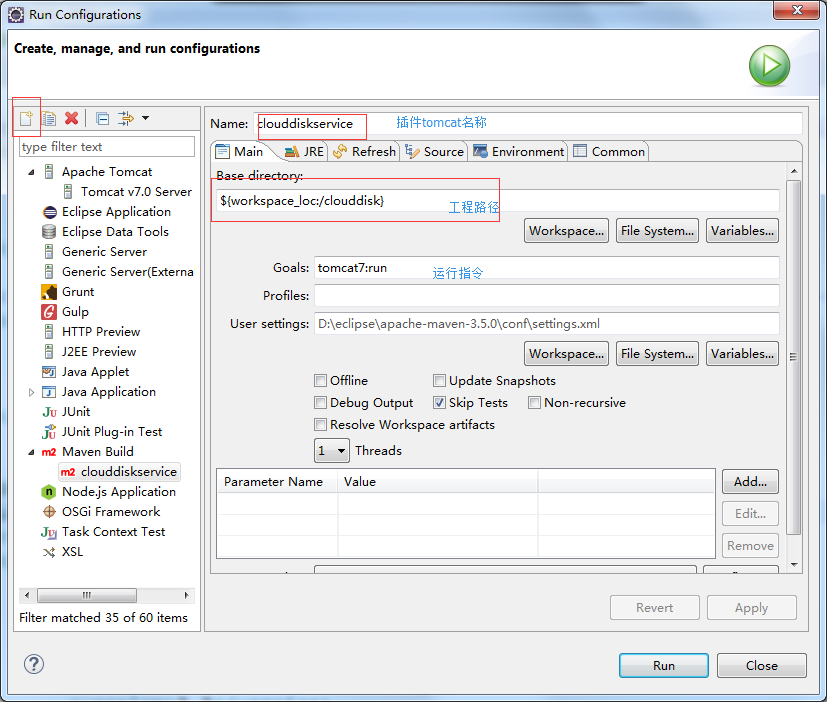 Run Configurations
Create, manage, and run configurations
type filter text
Apache Tomcat
Tomcat v7.0 Server
Eclipse Application
Eclipse Data Tools
Generic Server
Generic Server(Externa
Grunt
Gulp
HTTP Preview
J2EE Preview
Java Applet
Java Application
JUnit
JUnit Plug-in Test
Maven Build
clouddiskservice
Node.js Application
OSGi Framework
Task Context Test
XSL
Filter matched 35 of 60 items
Name: clouddiskservice 插件tomcat名称
Main JRE Refresh Source Environment Common
Base directory:
${workspace_loc:/clouddisk} 工程路径
Workspace... File System... Variables...
Goals: tomcat7:run 运行指令
Profiles:
User settings: D:\eclipse\apache-maven-3.5.0\conf\settings.xml
Workspace... File System... Variables...
Offline Update Snapshots
Debug Output Skip Tests Non-recursive
Resolve Workspace artifacts
1 Threads
Parameter Name Value
Add...
Edit...
Remove
Revert Apply
Run Close